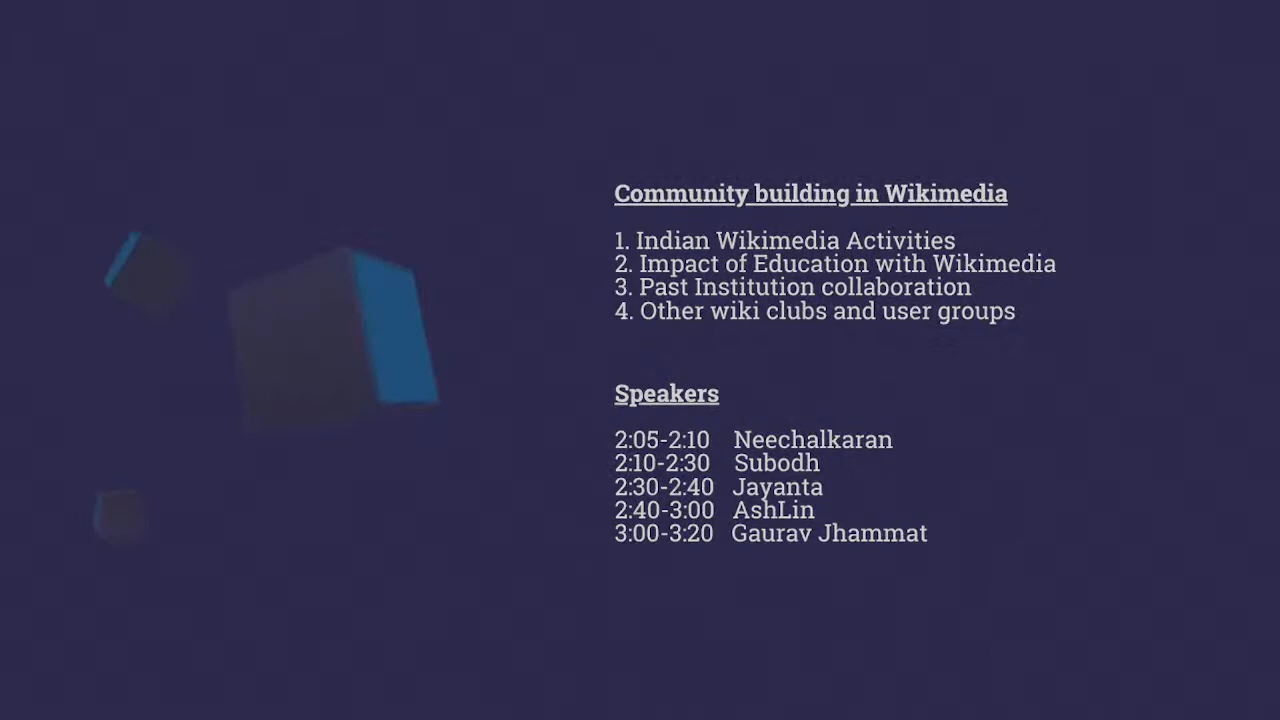 Community building in Wikimedia
1. Indian Wikimedia Activities
2. Impact of Education with Wikimedia
3. Past Institution collaboration
4. Other wiki clubs and user groups
Speakers
2:05-2:10 Neechalkaran
2:10-2:30 Subodh
2:30-2:40 Jayanta
2:40-3:00 AshLin
3:00-3:20 Gaurav Jhammat